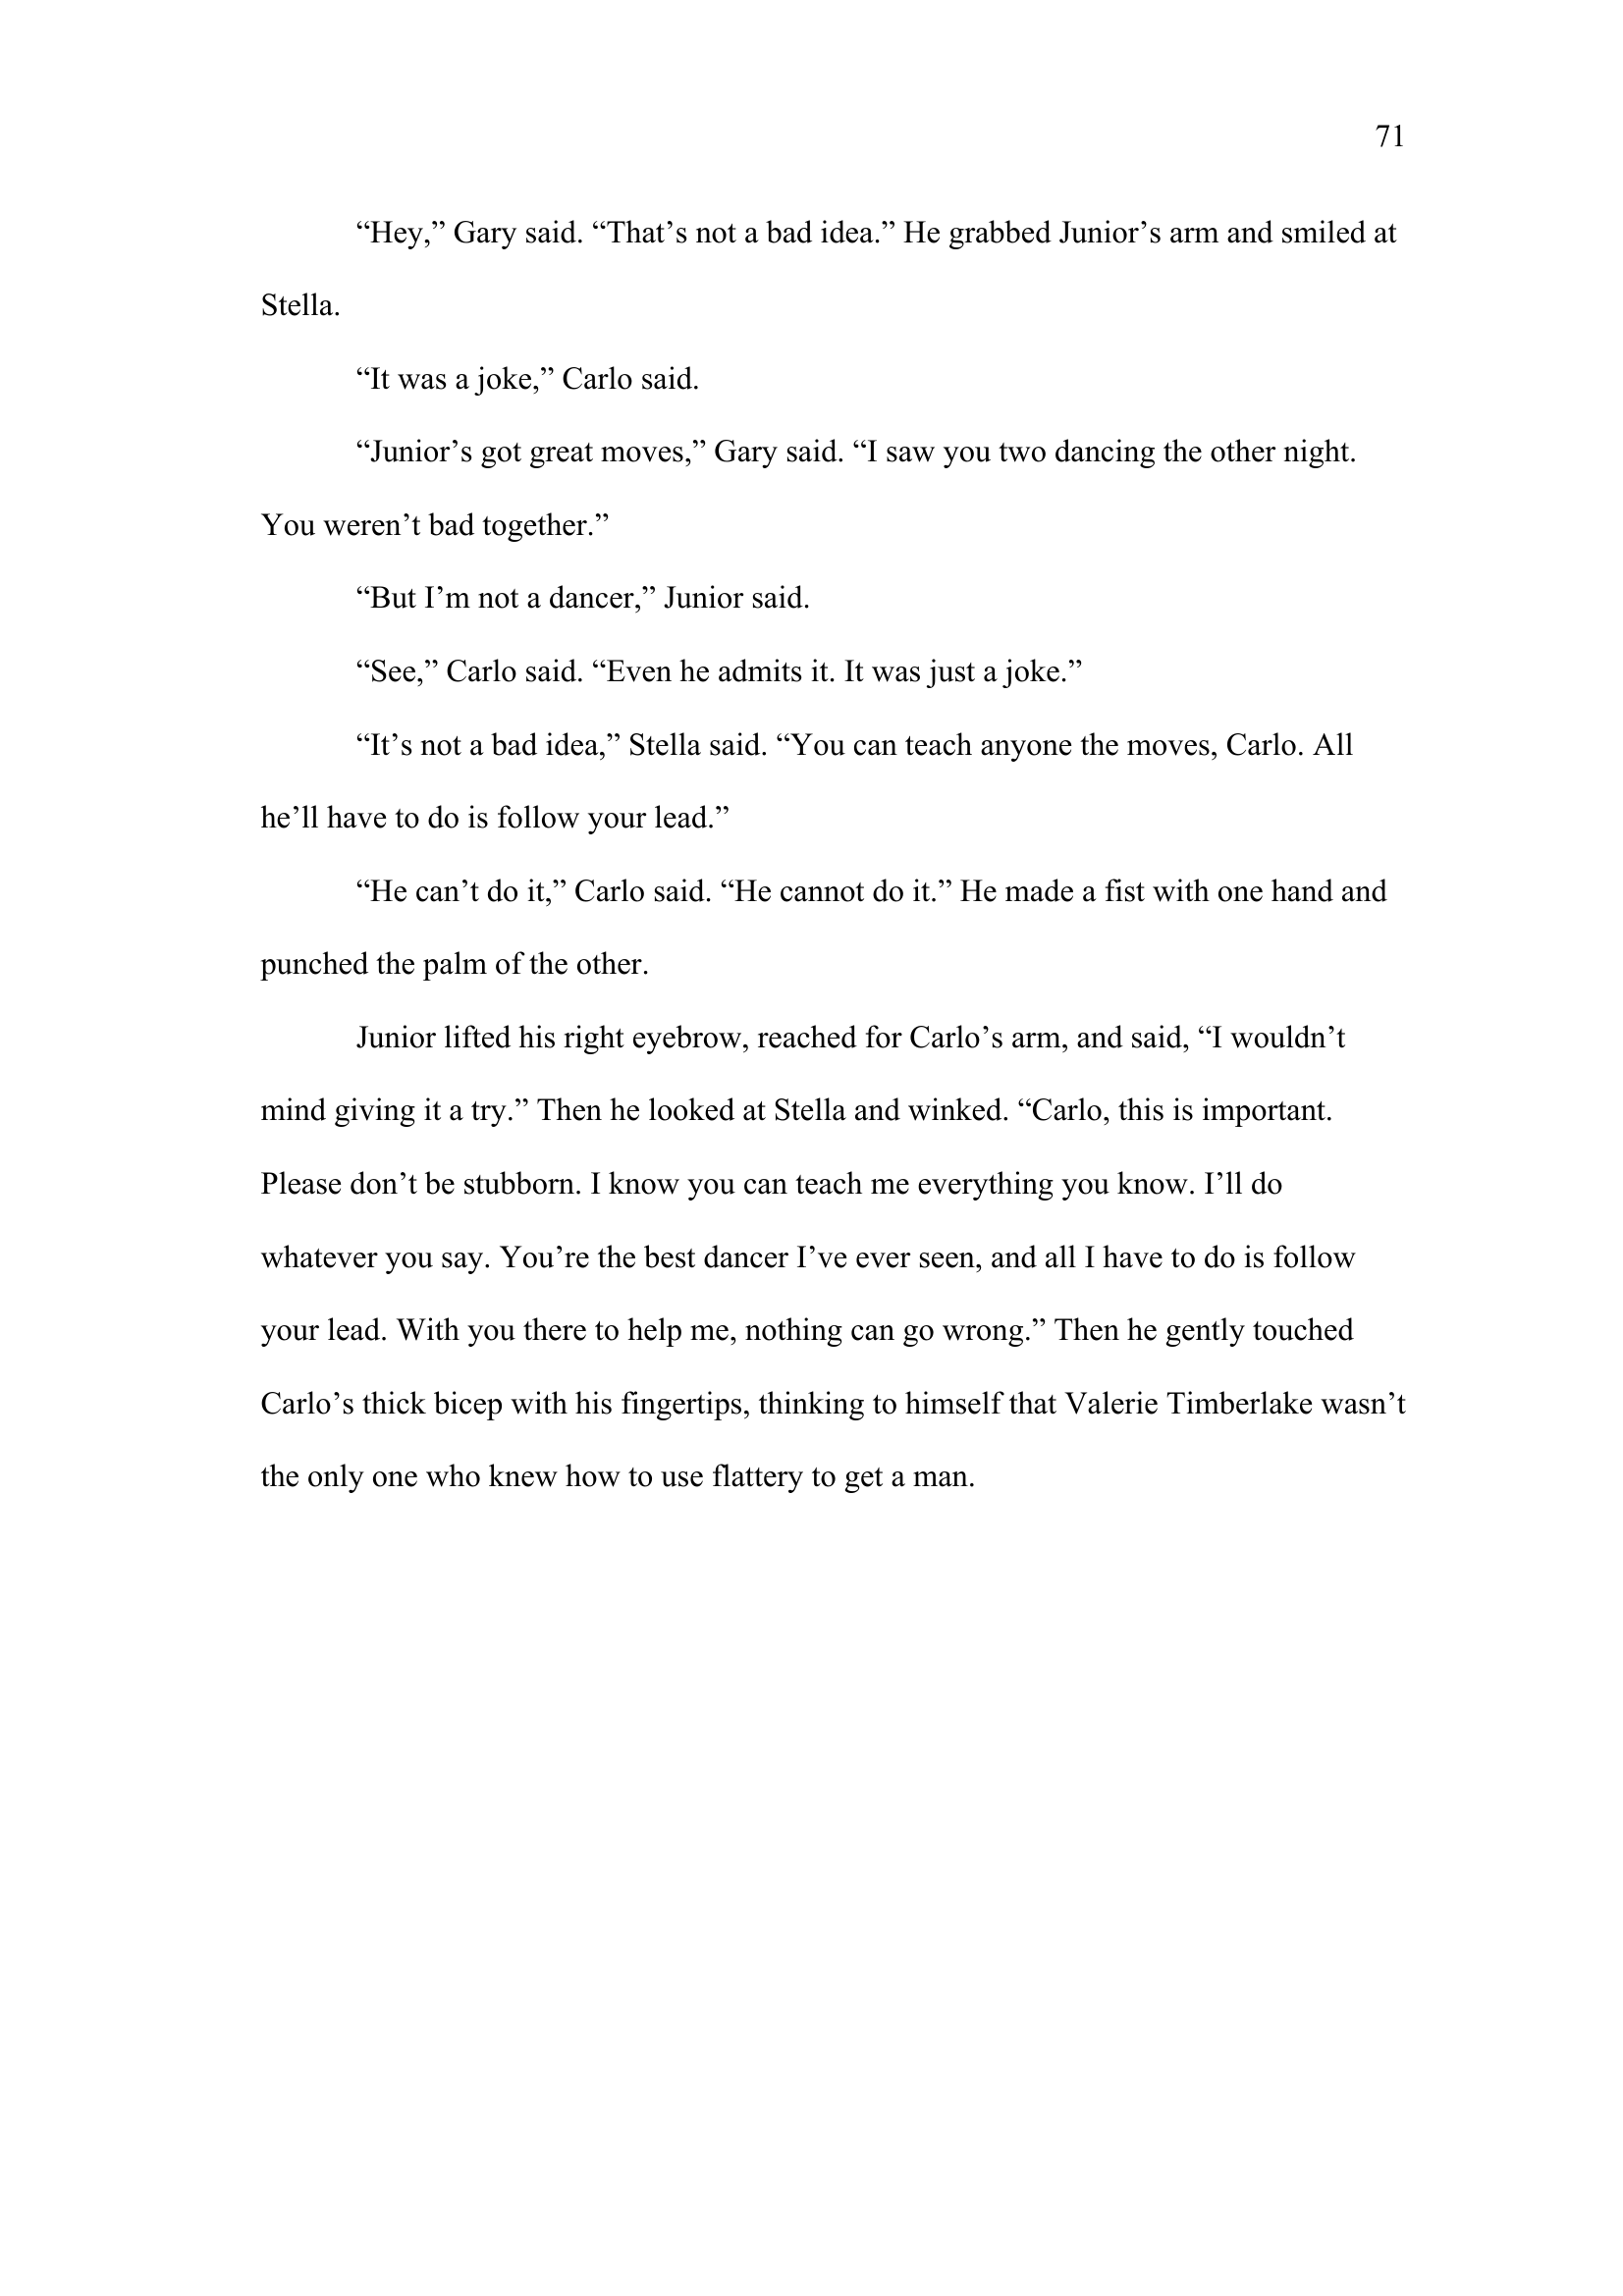 71
“Hey,” Gary said. “That’s not a bad idea.” He grabbed Junior’s arm and smiled at
Stella.
“It was a joke,” Carlo said.
“Junior’s got great moves,” Gary said. “I saw you two dancing the other night.
You weren’t bad together.”
“But I’m not a dancer,” Junior said.
“See,” Carlo said. “Even he admits it. It was just a joke.”
“It’s not a bad idea,” Stella said. “You can teach anyone the moves, Carlo. All
he’ll have to do is follow your lead.”
“He can’t do it,” Carlo said. “He cannot do it.” He made a fist with one hand and
punched the palm of the other.
Junior lifted his right eyebrow, reached for Carlo’s arm, and said, “I wouldn’t
mind giving it a try.” Then he looked at Stella and winked. “Carlo, this is important.
Please don’t be stubborn. I know you can teach me everything you know. I’ll do
whatever you say. You’re the best dancer I’ve ever seen, and all I have to do is follow
your lead. With you there to help me, nothing can go wrong.” Then he gently touched
Carlo’s thick bicep with his fingertips, thinking to himself that Valerie Timberlake wasn’t
the only one who knew how to use flattery to get a man.